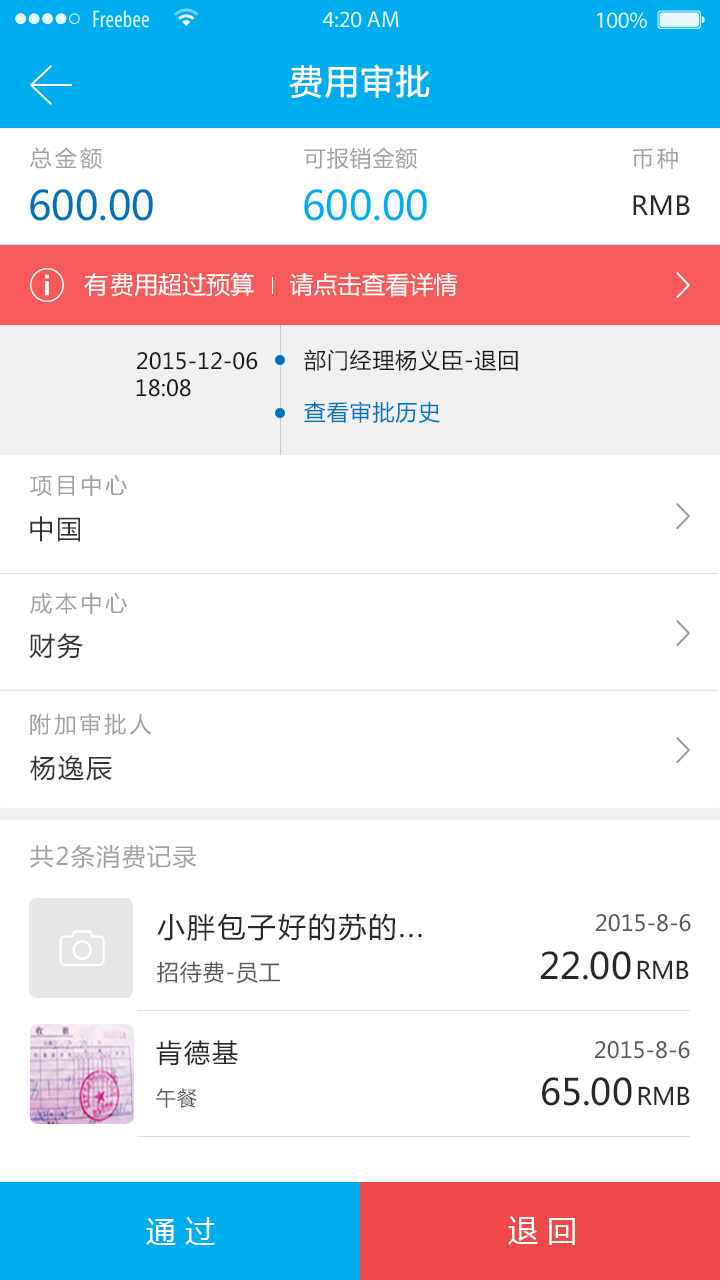 Freebee 4:20 AM 100%
费用审批
总金额 可报销金额 币种
600.00 600.00 RMB
有费用超过预算 | 请点击查看详情
2015-12-06 部门经理杨义臣-退回
18:08
查看审批历史
项目中心
中国
成本中心
财务
附加审批人
杨逸辰
共2条消费记录
小胖包子好的苏的... 2015-8-6
招待费-员工 22.00 RMB
收 据
肯德基 2015-8-6
午餐 65.00 RMB
通过 退回